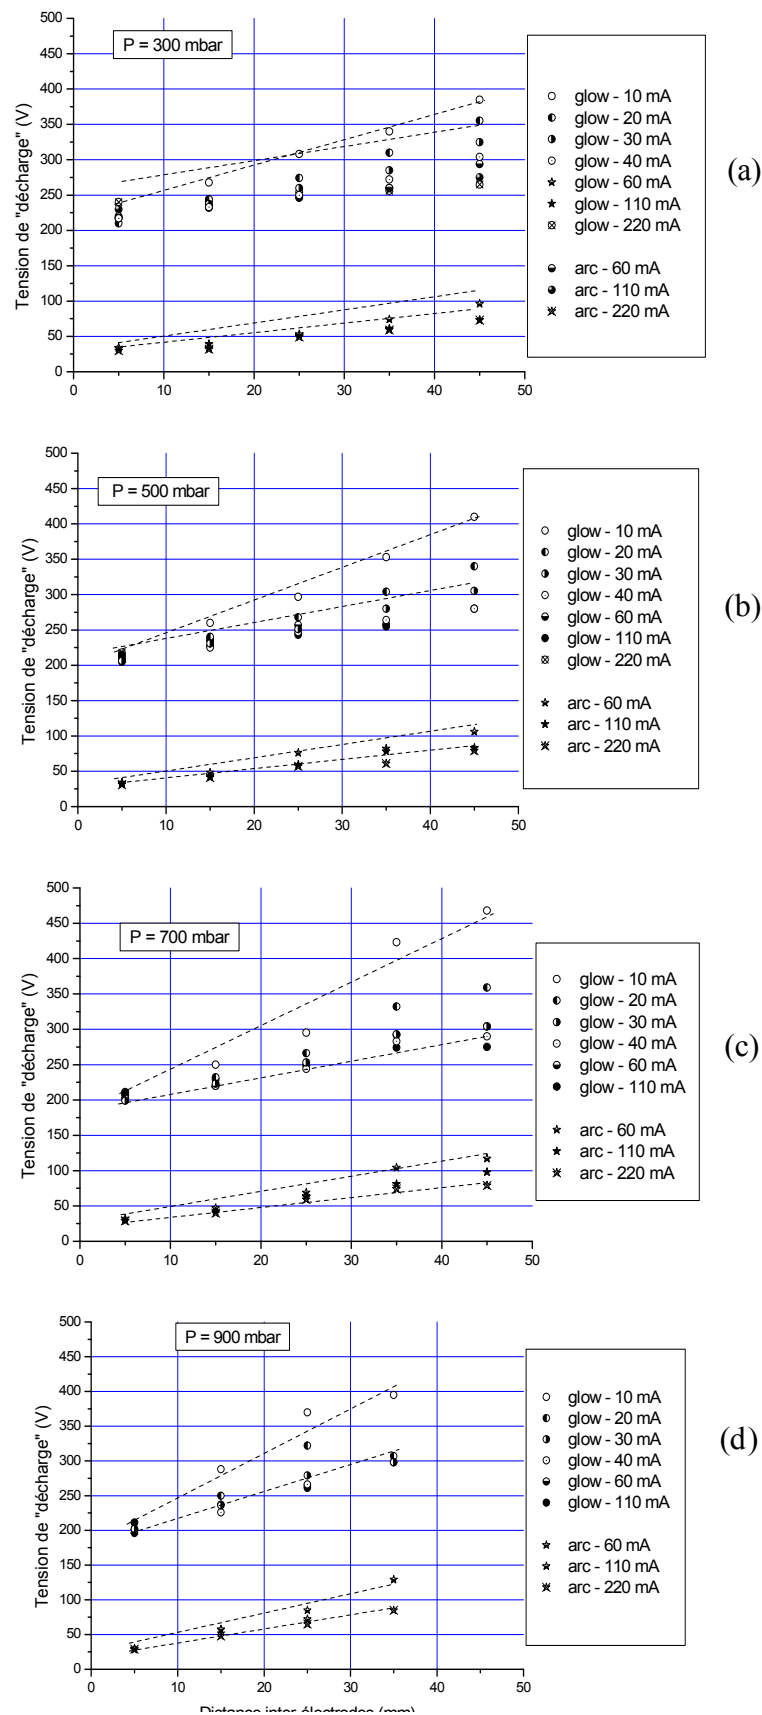 500
450
400
350
300
250
200
150
100
50
0
Tension de "décharge" (V)
P = 300 mbar
0 10 20 30 40 50
glow - 10 mA
glow - 20 mA
glow - 30 mA
glow - 40 mA
glow - 60 mA
glow - 110 mA
glow - 220 mA
arc - 60 mA
arc - 110 mA
arc - 220 mA
(a)
500
450
400
350
300
250
200
150
100
50
0
Tension de "décharge" (V)
P = 500 mbar
0 10 20 30 40 50
glow - 10 mA
glow - 20 mA
glow - 30 mA
glow - 40 mA
glow - 60 mA
glow - 110 mA
glow - 220 mA
arc - 60 mA
arc - 110 mA
arc - 220 mA
(b)
500
450
400
350
300
250
200
150
100
50
0
Tension de "décharge" (V)
P = 700 mbar
0 10 20 30 40 50
glow - 10 mA
glow - 20 mA
glow - 30 mA
glow - 40 mA
glow - 60 mA
glow - 110 mA
arc - 60 mA
arc - 110 mA
arc - 220 mA
(c)
500
450
400
350
300
250
200
150
100
50
0
Tension de "décharge" (V)
P = 900 mbar
0 10 20 30 40 50
glow - 10 mA
glow - 20 mA
glow - 30 mA
glow - 40 mA
glow - 60 mA
glow - 110 mA
arc - 60 mA
arc - 110 mA
arc - 220 mA
(d)
Distance inter électrodes (mm)